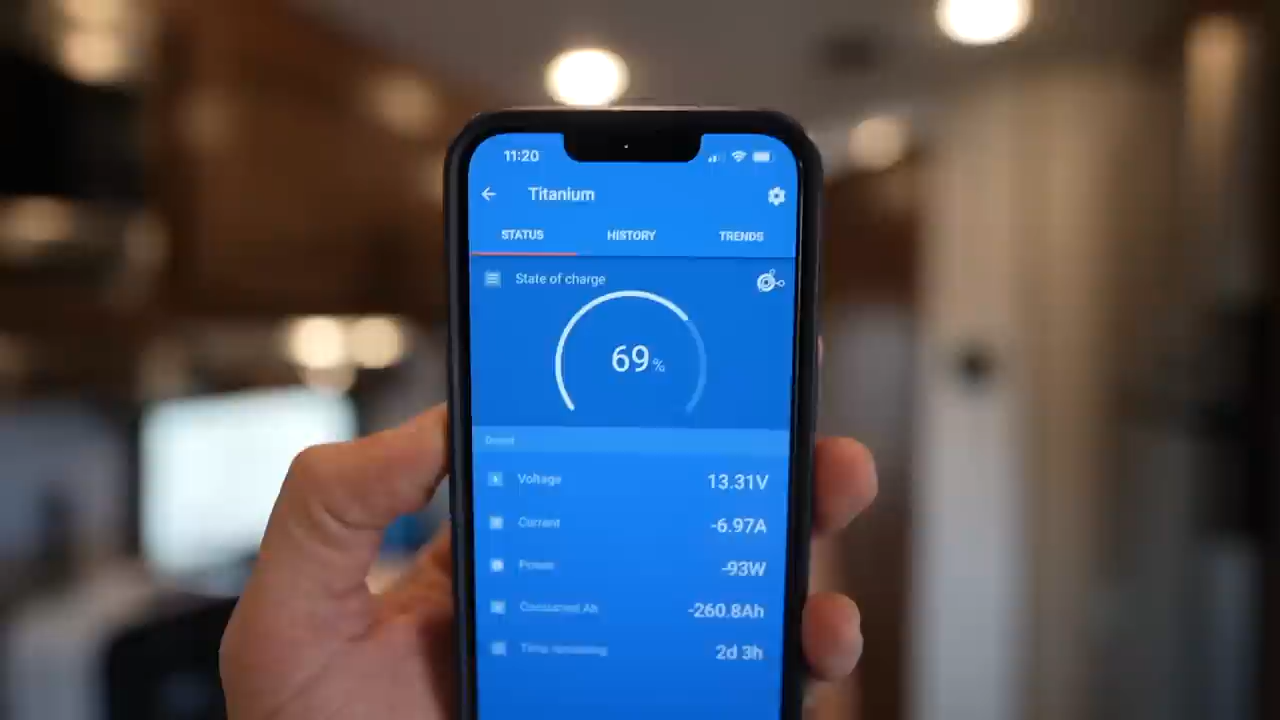 11:20
Titanium
STATUS HISTORY TRENDS
State of charge
69%
Voltage 13.31V
Current -6.97A
Power -93W
Consumed Ah -260.8Ah
Time remaining 2d 3h